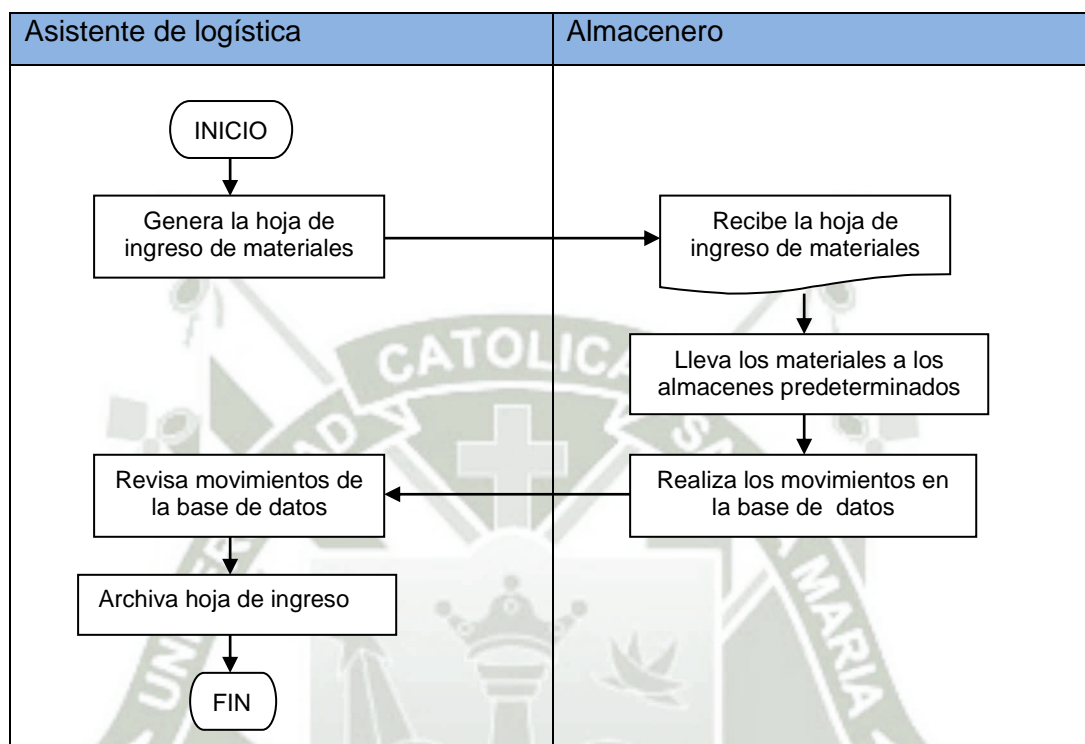 Asistente de logística
Almacenero
INICIO
Genera la hoja de
ingreso de materiales
Recibe la hoja de
ingreso de materiales
Lleva los materiales a los
almacenes predeterminados
Realiza los movimientos en
la base de datos
Revisa movimientos de
la base de datos
Archiva hoja de ingreso
FIN
CATOLICA
MARIA